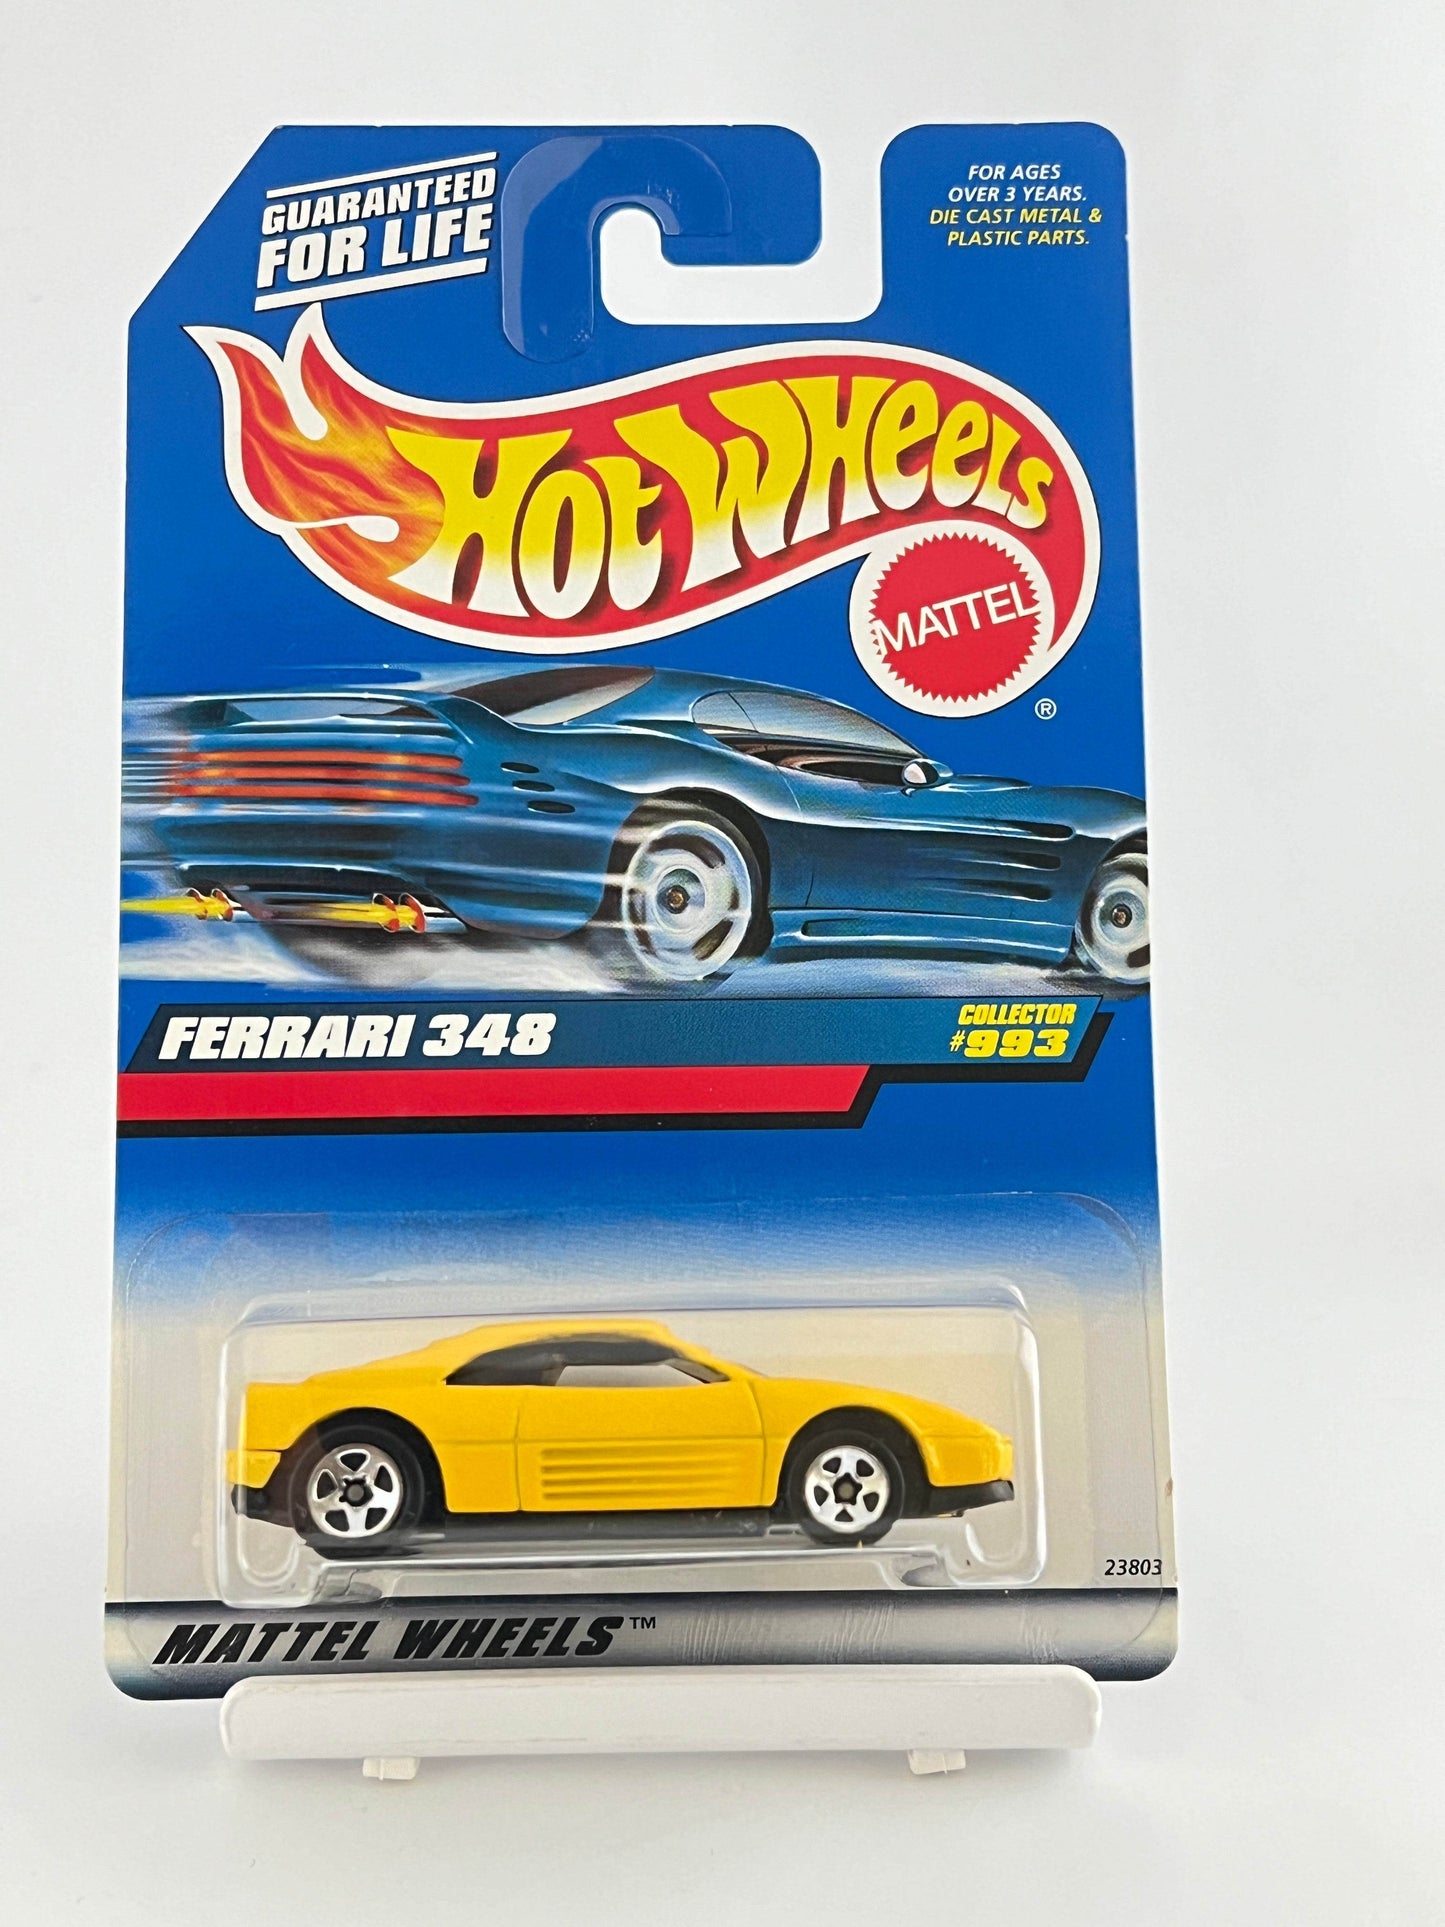 GUARANTEED
FOR LIFE
FOR AGES
OVER 3 YEARS.
DIE CAST METAL &
PLASTIC PARTS.
HOT WHEELS
MATTEL
®
FERRARI 348
COLLECTOR
#993
23803
MATTEL WHEELS™